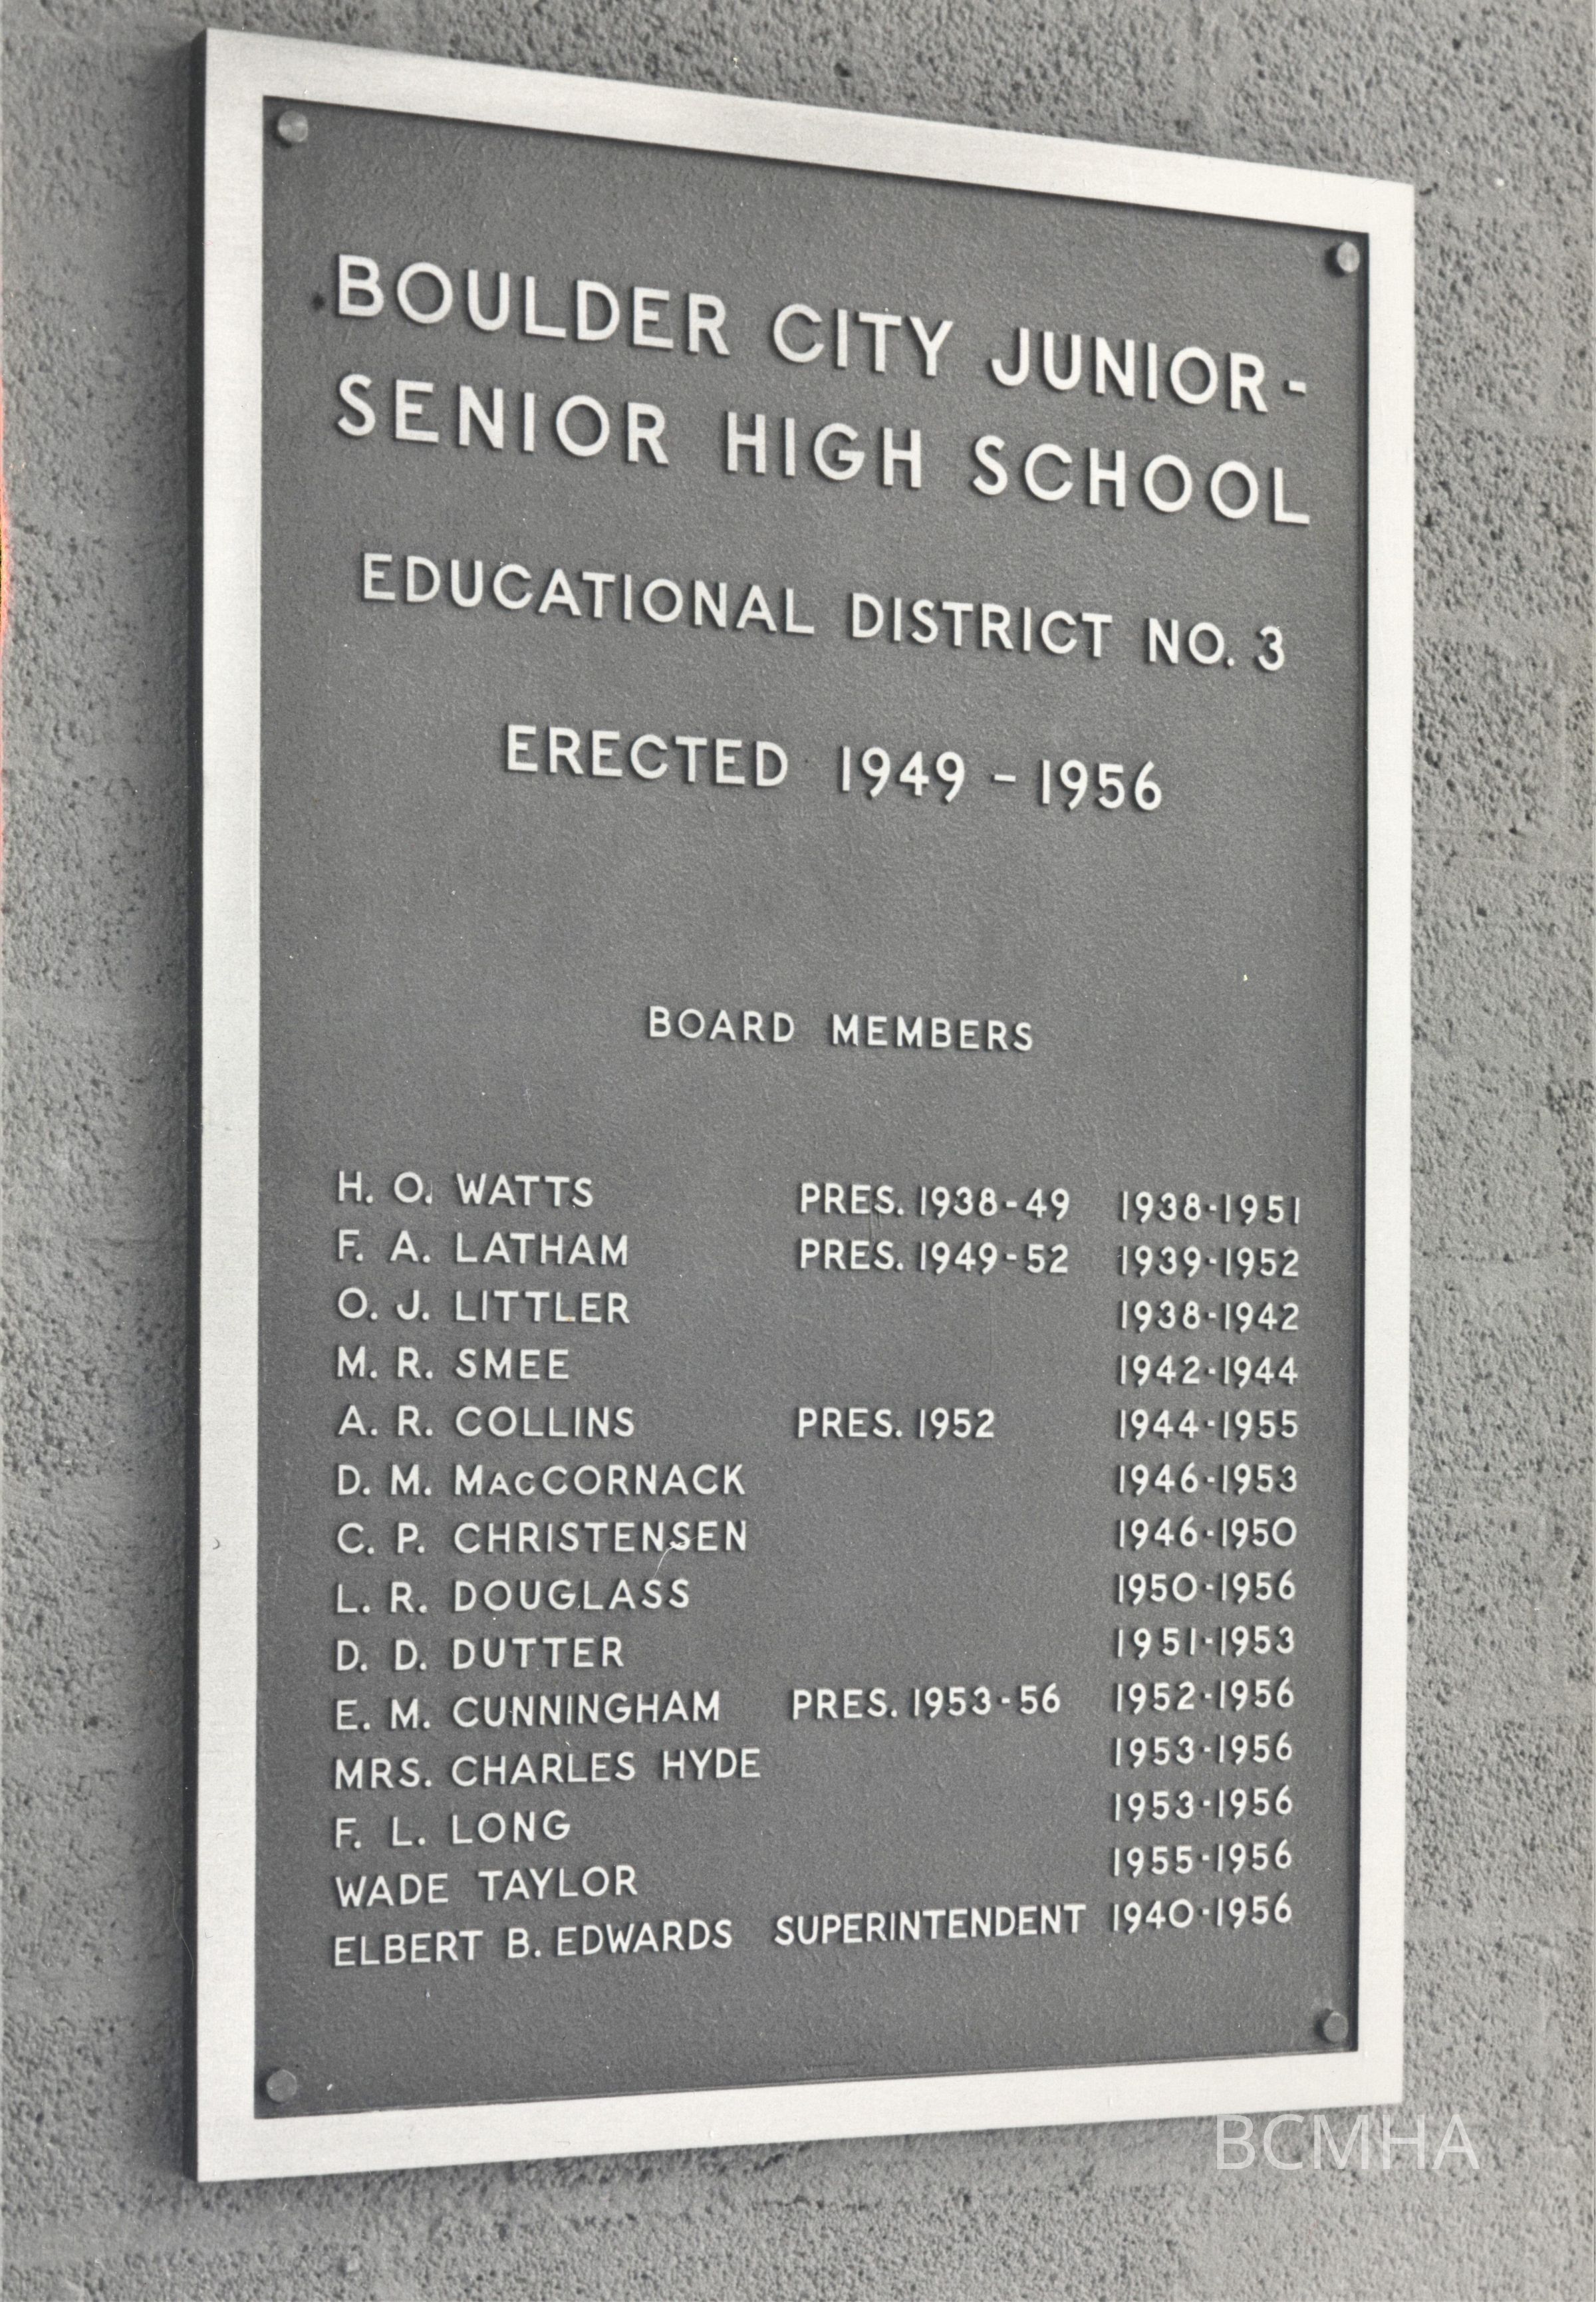 BOULDER CITY JUNIOR-
SENIOR HIGH SCHOOL
EDUCATIONAL DISTRICT NO. 3
ERECTED 1949 - 1956
BOARD MEMBERS
H. O. WATTS PRES. 1938-49 1938-1951
F. A. LATHAM PRES. 1949-52 1939-1952
O. J. LITTLER 1938-1942
M. R. SMEE 1942-1944
A. R. COLLINS PRES. 1952 1944-1955
D. M. MacCORNACK 1946-1953
C. P. CHRISTENSEN 1946-1950
L. R. DOUGLASS 1950-1956
D. D. DUTTER 1951-1953
E. M. CUNNINGHAM PRES. 1953-56 1952-1956
MRS. CHARLES HYDE 1953-1956
F. L. LONG 1953-1956
WADE TAYLOR 1955-1956
ELBERT B. EDWARDS SUPERINTENDENT 1940-1956
BCMHA